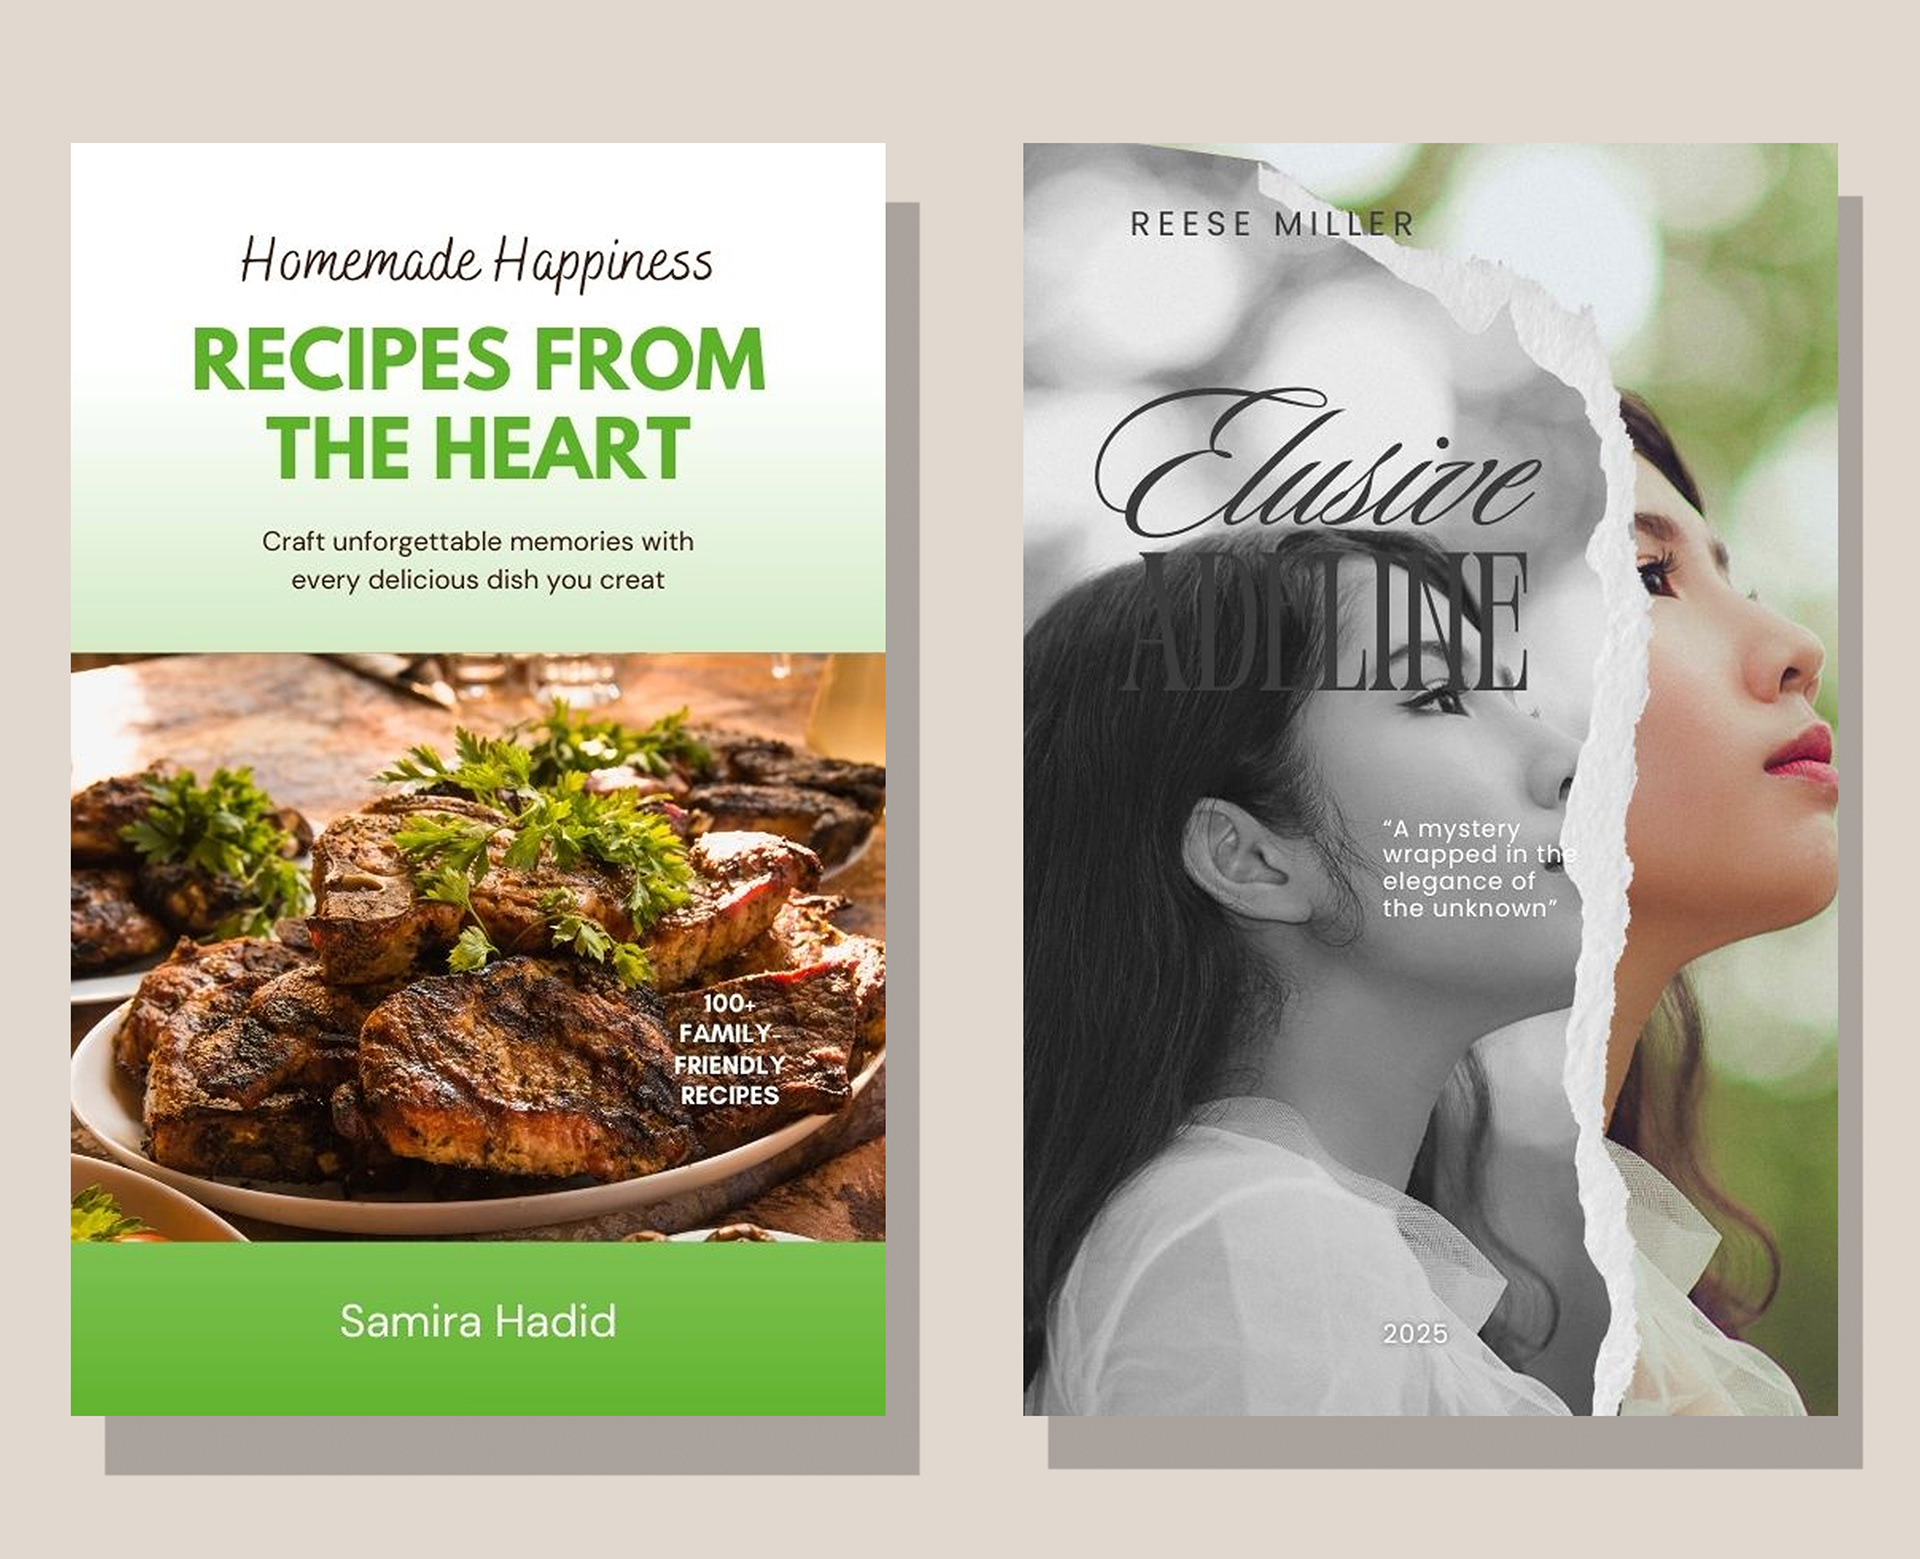 Homemade Happiness
RECIPES FROM
THE HEART
Craft unforgettable memories with
every delicious dish you creat
100+
FAMILY-
FRIENDLY
RECIPES
Samira Hadid
REESE MILLER
Elusive
ADELINE
“A mystery
wrapped in the
elegance of
the unknown”
2025